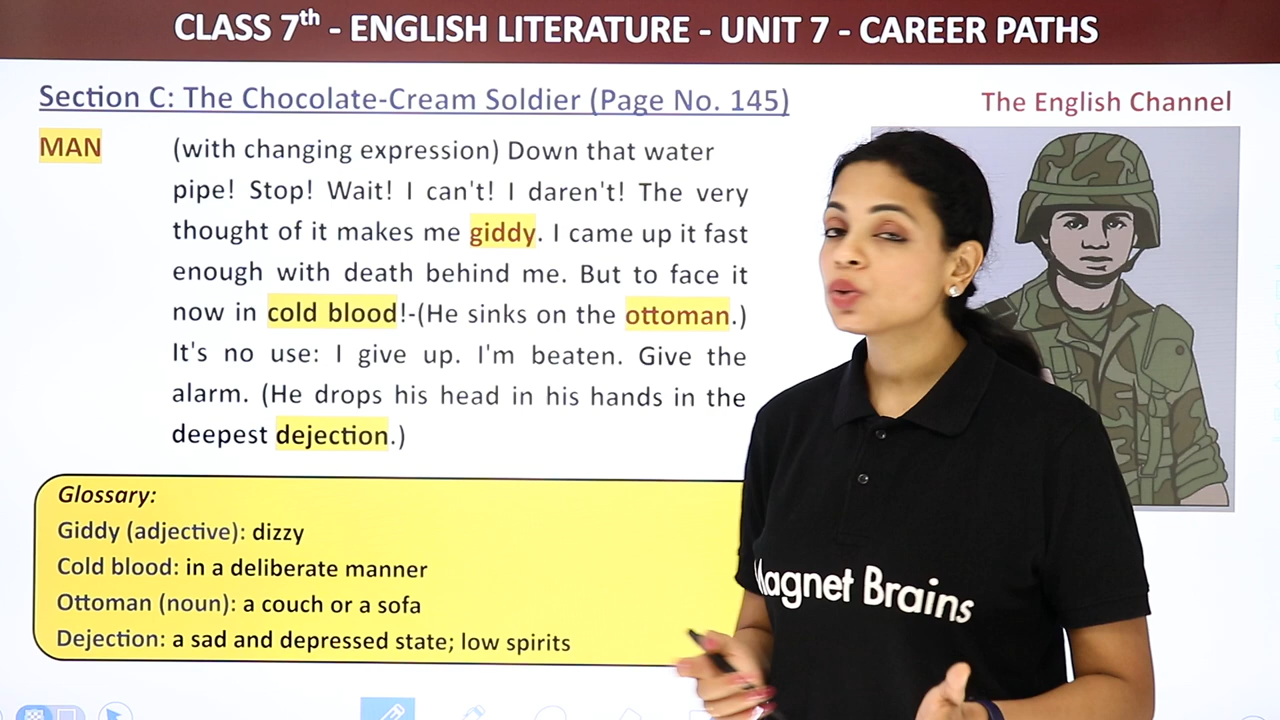 CLASS 7th - ENGLISH LITERATURE - UNIT 7 - CAREER PATHS
Section C: The Chocolate-Cream Soldier (Page No. 145)
The English Channel
MAN
(with changing expression) Down that water
pipe! Stop! Wait! I can't! I daren't! The very
thought of it makes me giddy. I came up it fast
enough with death behind me. But to face it
now in cold blood!-(He sinks on the ottoman.)
It's no use: I give up. I'm beaten. Give the
alarm. (He drops his head in his hands in the
deepest dejection.)
Glossary:
Giddy (adjective): dizzy
Cold blood: in a deliberate manner
Ottoman (noun): a couch or a sofa
Dejection: a sad and depressed state; low spirits
Magnet Brains